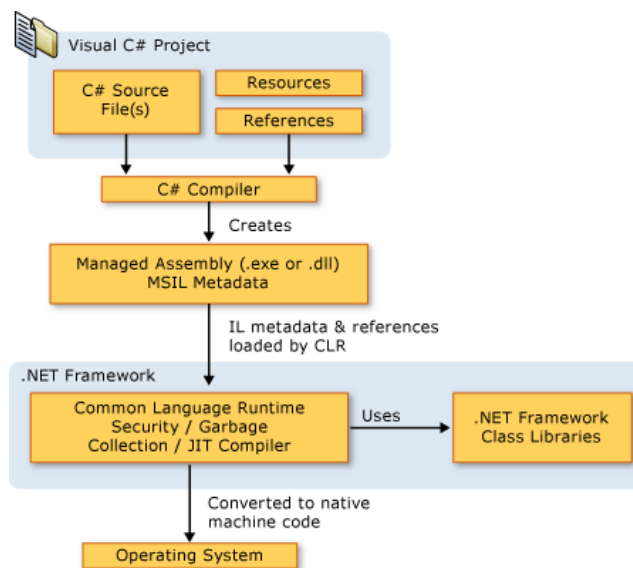 Visual C# Project
C# Source
File(s)
Resources
References
C# Compiler
Creates
Managed Assembly (.exe or .dll)
MSIL Metadata
IL metadata & references
loaded by CLR
.NET Framework
Common Language Runtime
Security / Garbage
Collection / JIT Compiler
Uses
.NET Framework
Class Libraries
Converted to native
machine code
Operating System